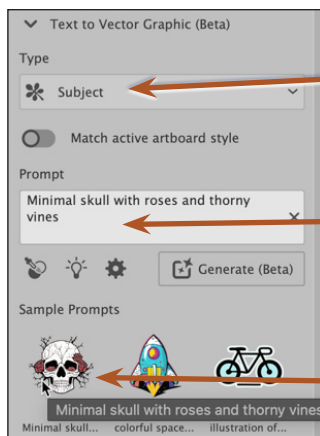 Text to Vector Graphic (Beta)
Type
Subject
Match active artboard style
Prompt
Minimal skull with roses and thorny
vines
Generate (Beta)
Sample Prompts
Minimal skull with roses and thorny vines
Minimal skull... colorful space... illustration of...